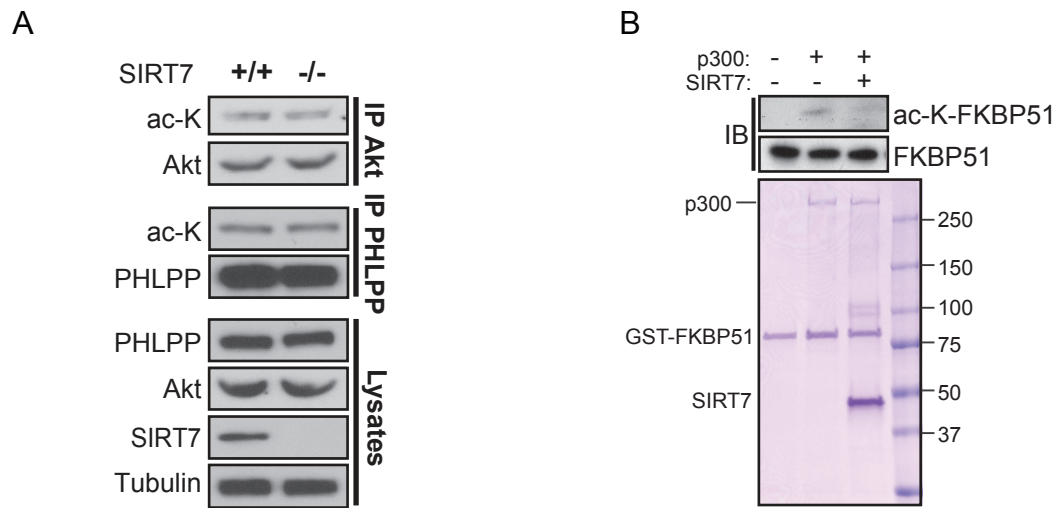 A
SIRT7 +/+ -/-
ac-K
Akt
IP Akt
ac-K
PHLPP
IP PHLPP
PHLPP
Akt
SIRT7
Tubulin
Lysates
B
p300: - + +
SIRT7: - - +
IB
ac-K-FKBP51
FKBP51
p300
250
150
100
GST-FKBP51
75
SIRT7
50
37